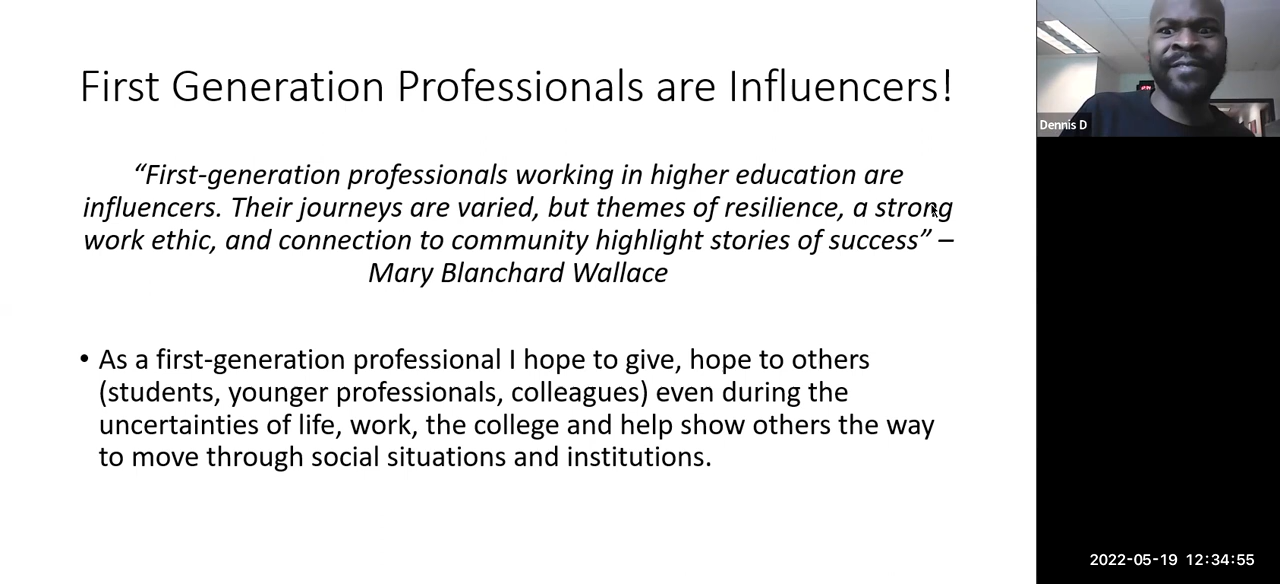 First Generation Professionals are Influencers!
“First-generation professionals working in higher education are
influencers. Their journeys are varied, but themes of resilience, a strong
work ethic, and connection to community highlight stories of success” –
Mary Blanchard Wallace
• As a first-generation professional I hope to give, hope to others
(students, younger professionals, colleagues) even during the
uncertainties of life, work, the college and help show others the way
to move through social situations and institutions.
Dennis D
2022-05-19 12:34:55